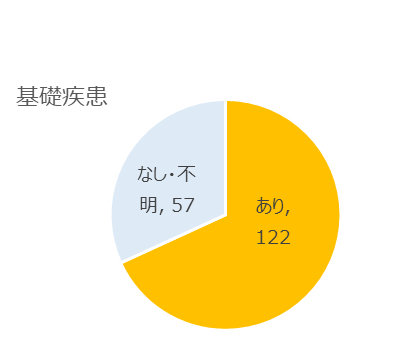 基礎疾患
なし・不
明, 57
あり,
122